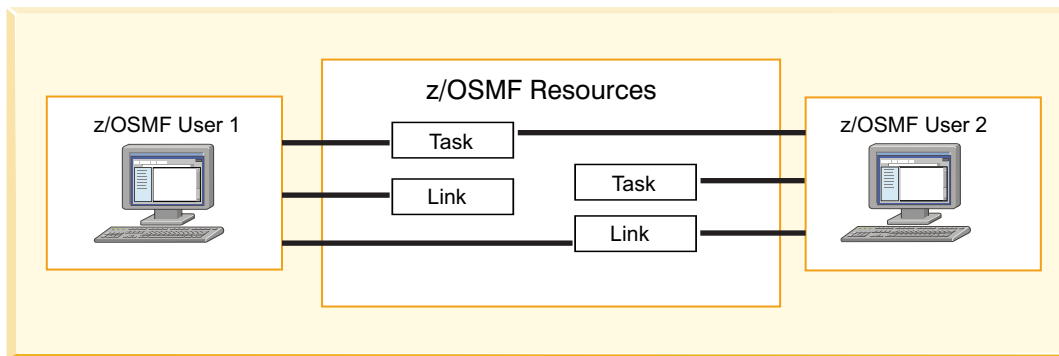 z/OSMF Resources
z/OSMF User 1
z/OSMF User 2
Task
Link
Task
Link